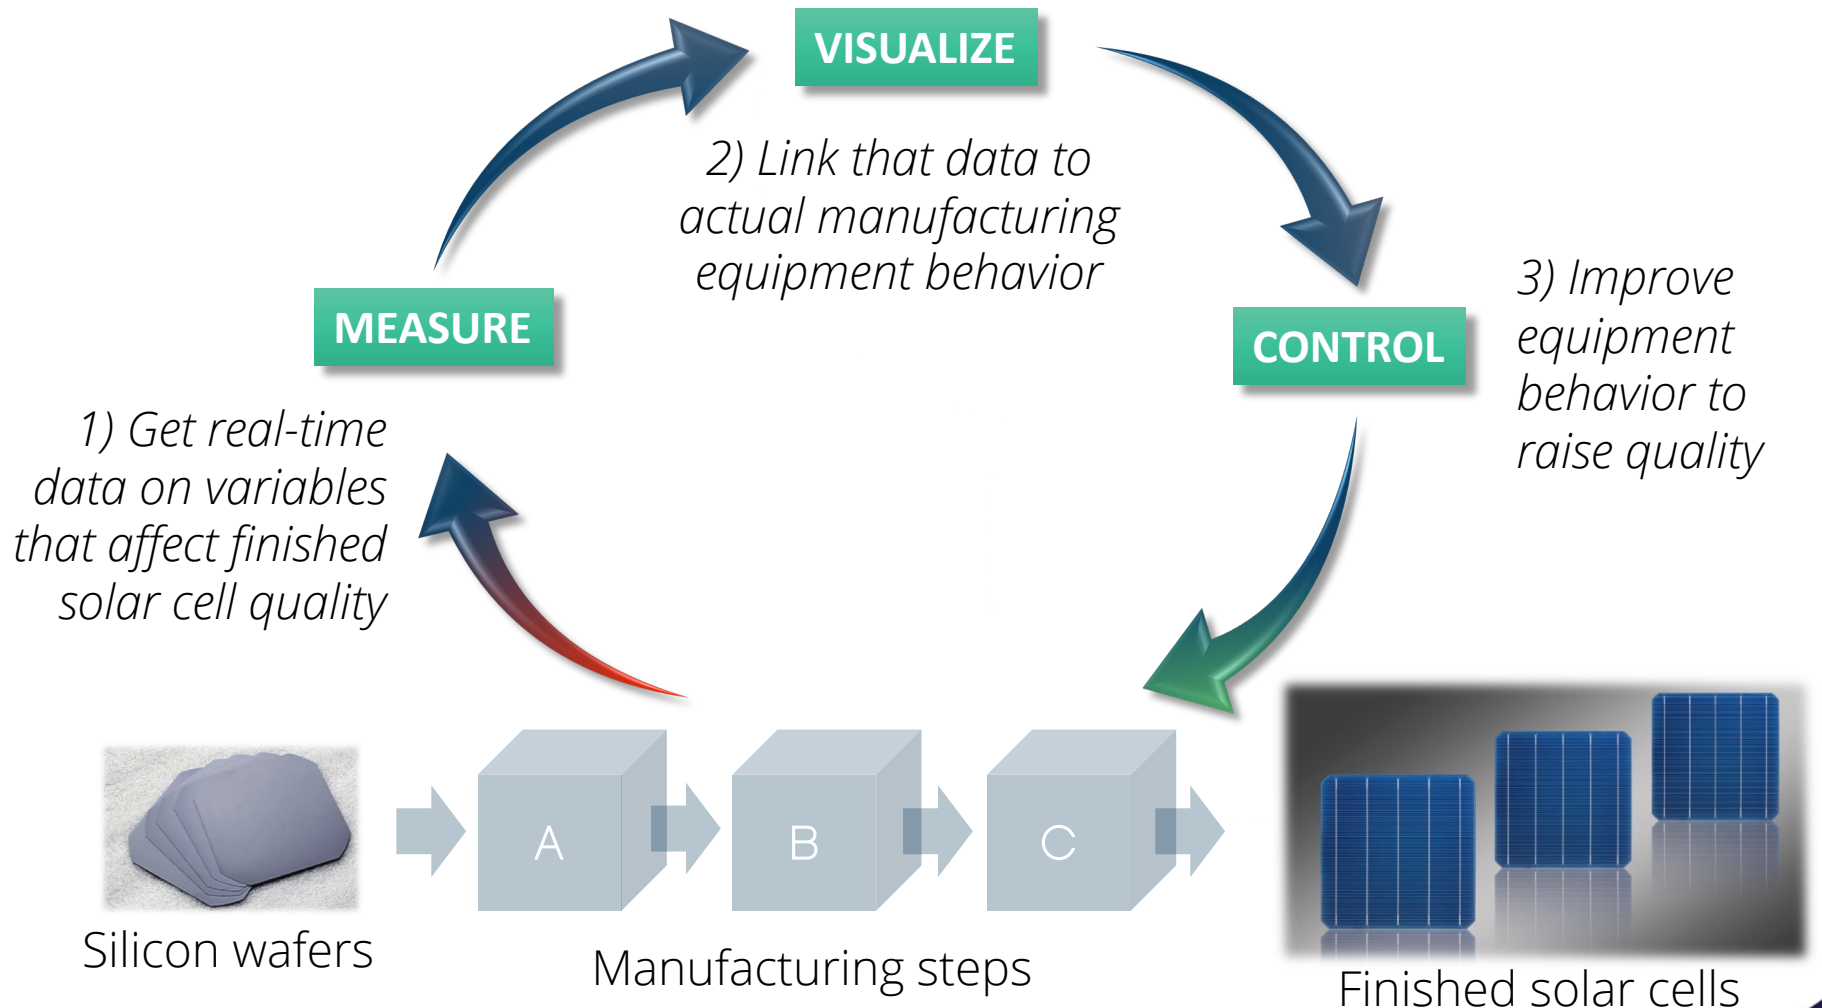 VISUALIZE
2) Link that data to
actual manufacturing
equipment behavior
MEASURE
1) Get real-time
data on variables
that affect finished
solar cell quality
CONTROL
3) Improve
equipment
behavior to
raise quality
A
B
C
Silicon wafers
Manufacturing steps
Finished solar cells